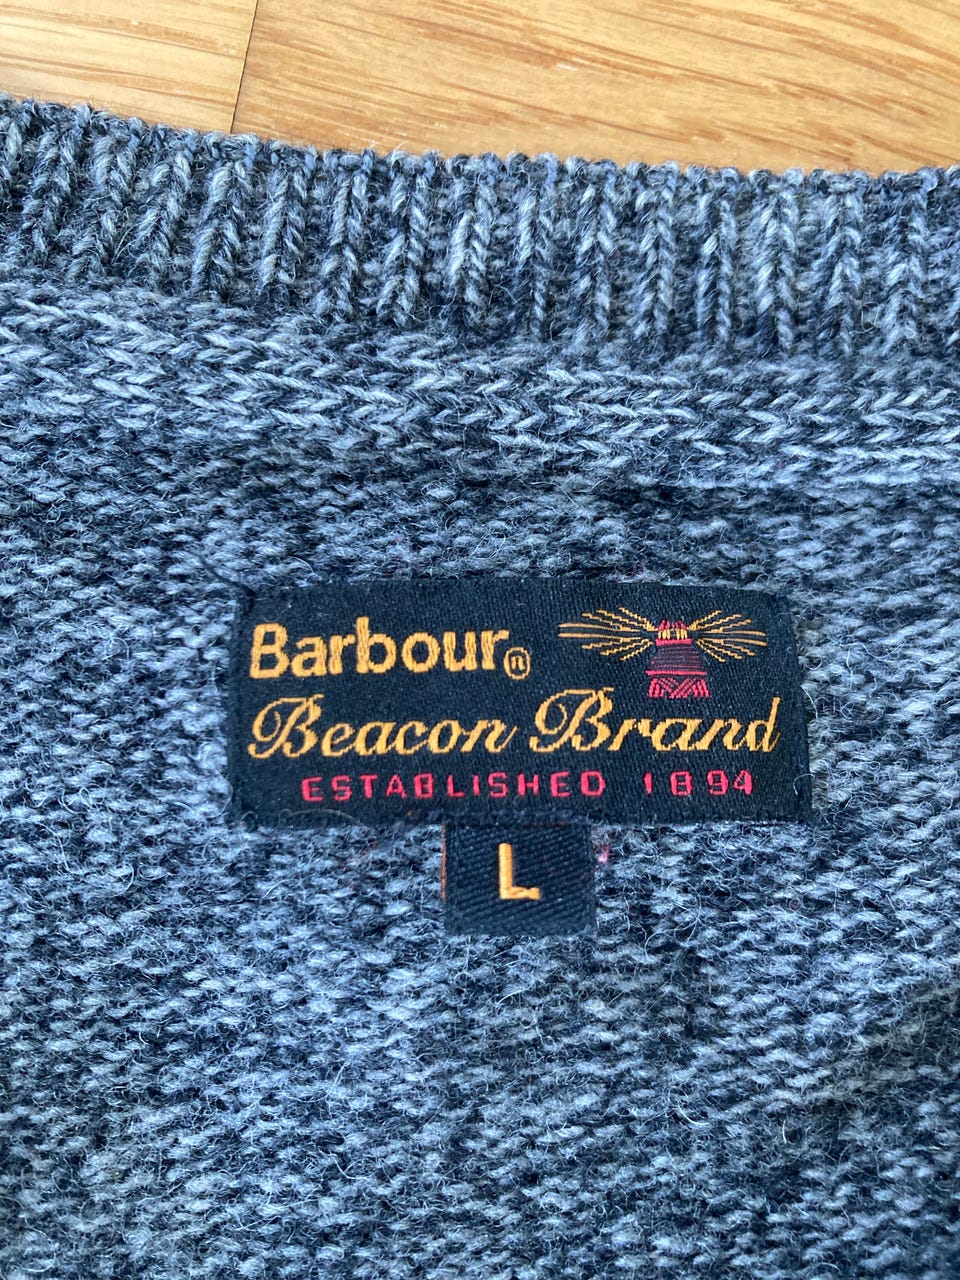 Barbour®
Beacon Brand
ESTABLISHED 1894
L